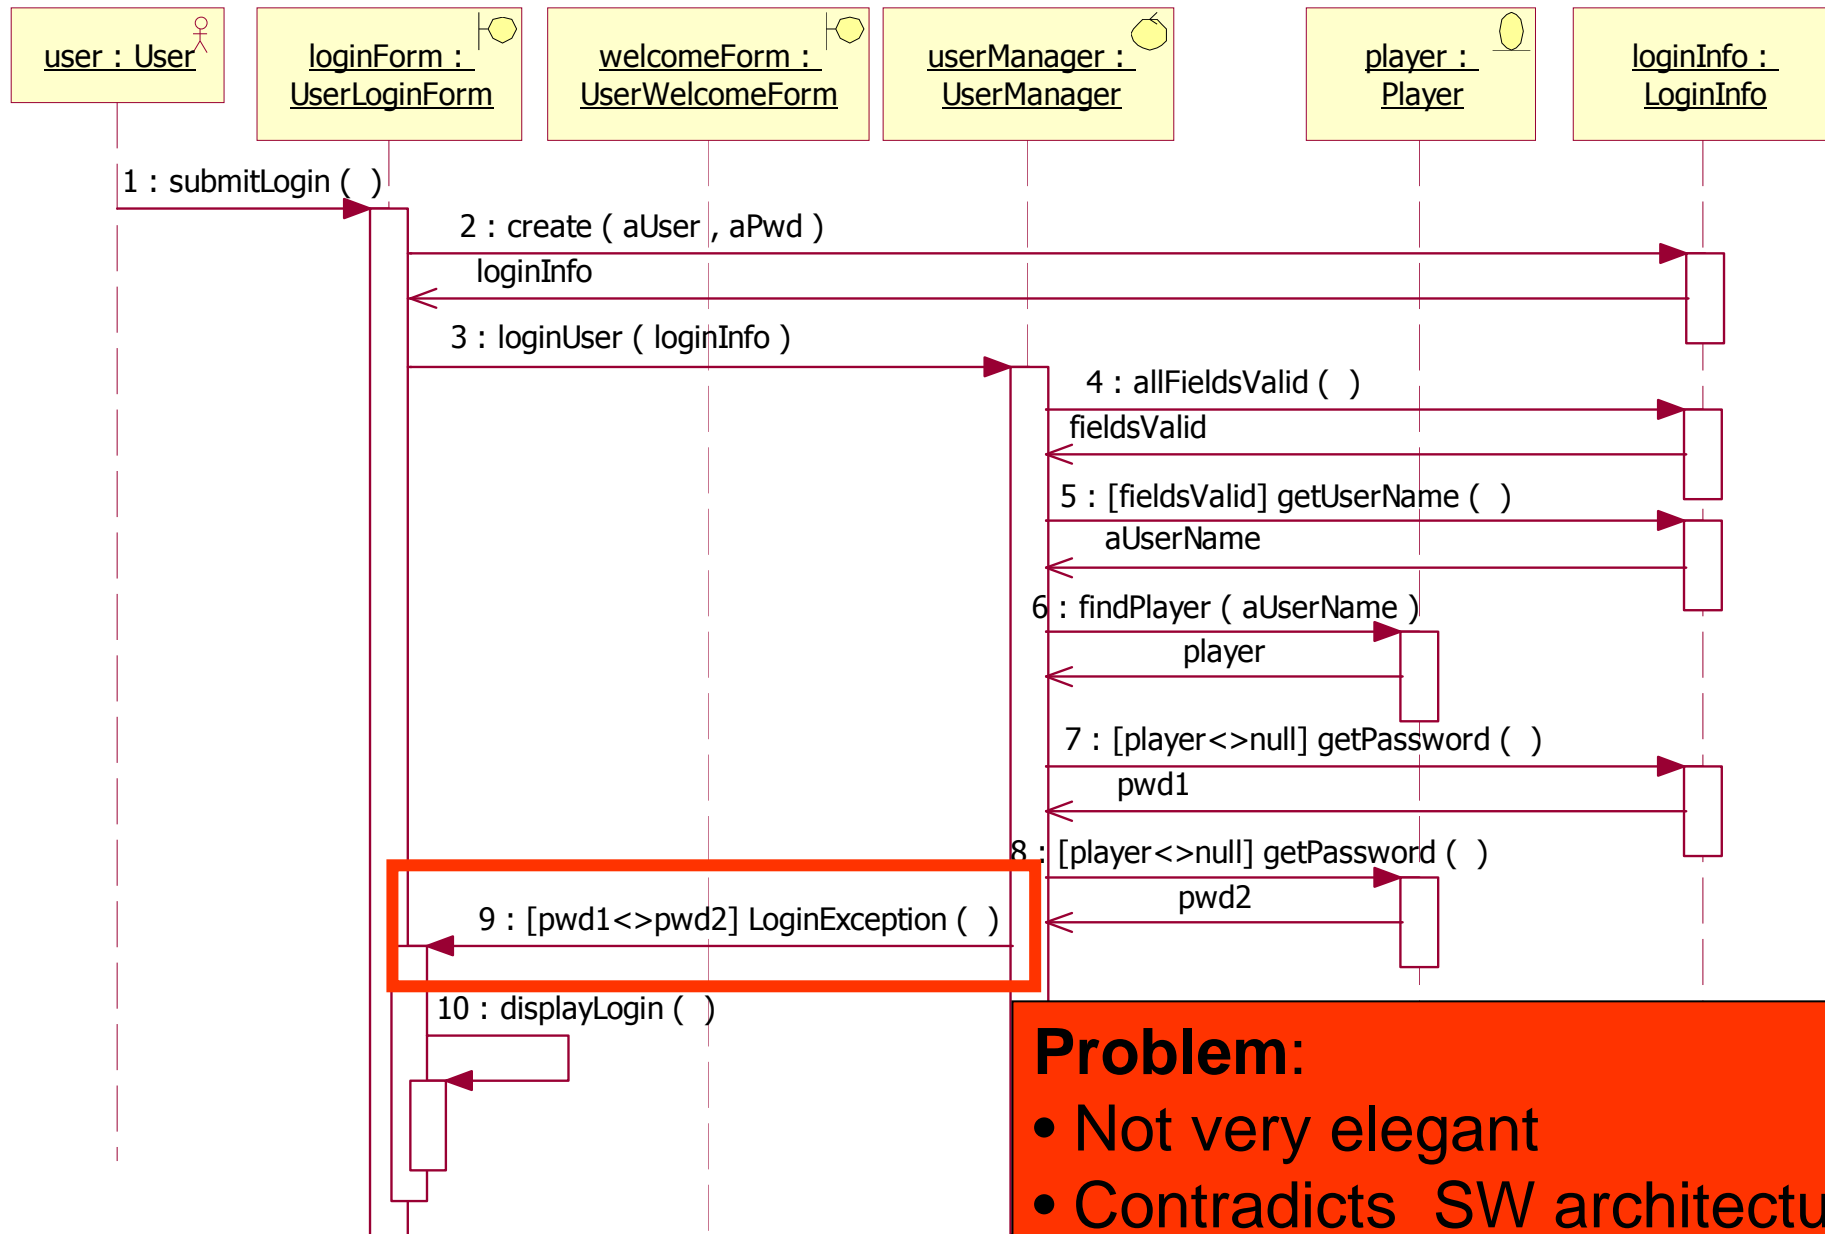 user : User
loginForm :
UserLoginForm
welcomeForm :
UserWelcomeForm
userManager :
UserManager
player :
Player
loginInfo :
LoginInfo
1 : submitLogin (  )
2 : create ( aUser , aPwd )
loginInfo
3 : loginUser ( loginInfo )
4 : allFieldsValid (  )
fieldsValid
5 : [fieldsValid] getUserName (  )
aUserName
6 : findPlayer ( aUserName )
player
7 : [player<>null] getPassword (  )
pwd1
8 : [player<>null] getPassword (  )
pwd2
9 : [pwd1<>pwd2] LoginException (  )
10 : displayLogin (  )
Problem:
• Not very elegant
• Contradicts  SW architectu